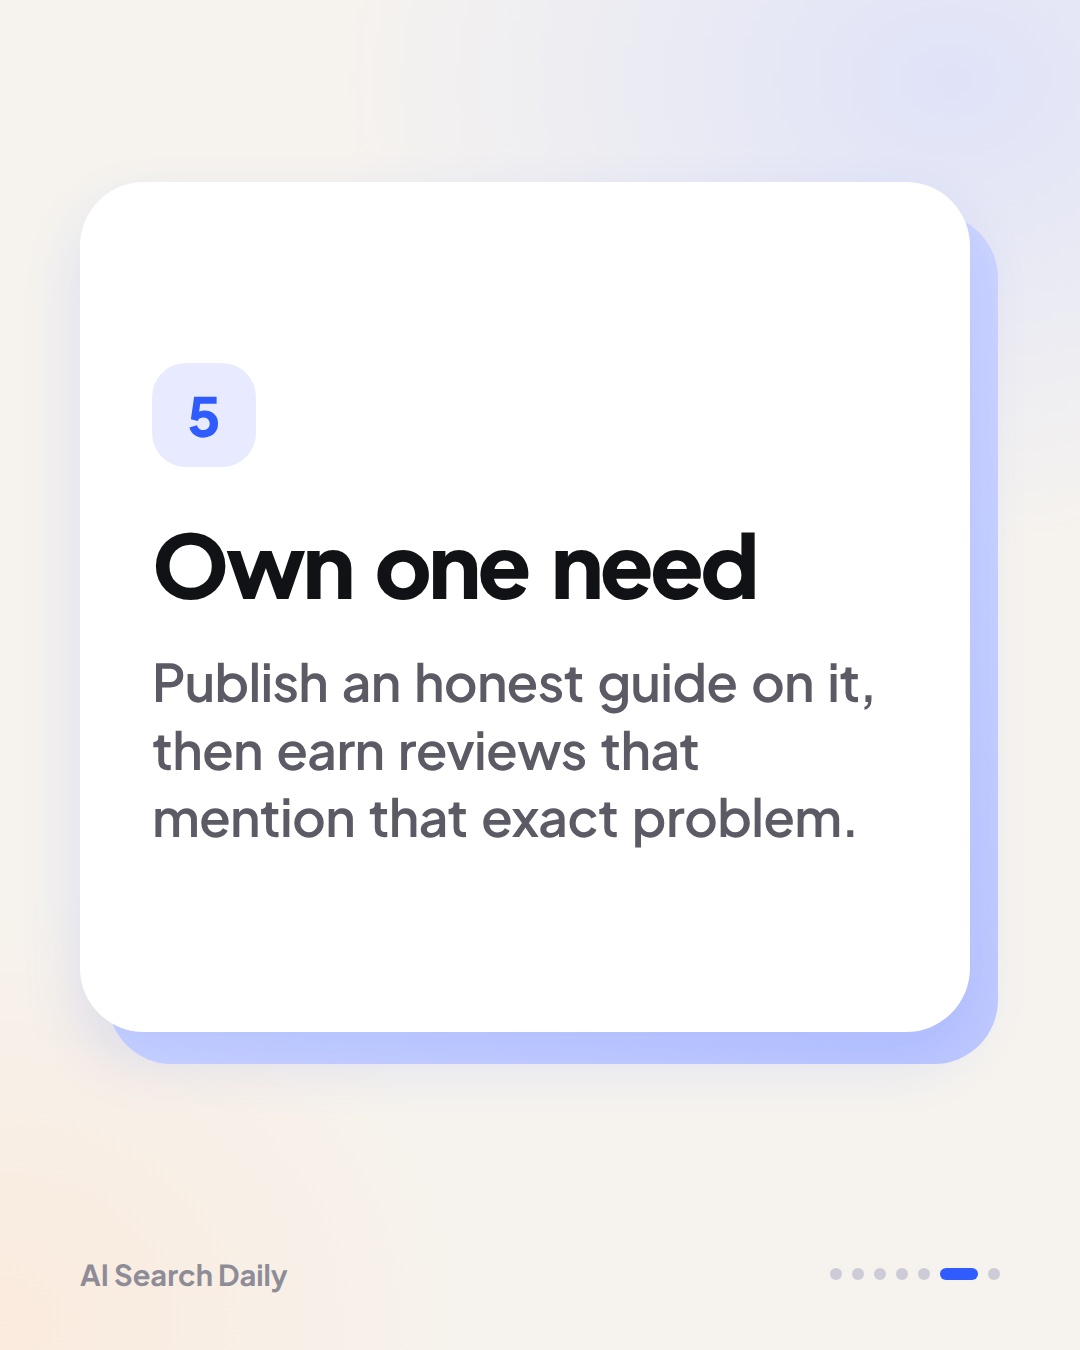 5
Own one need
Publish an honest guide on it,
then earn reviews that
mention that exact problem.
AI Search Daily